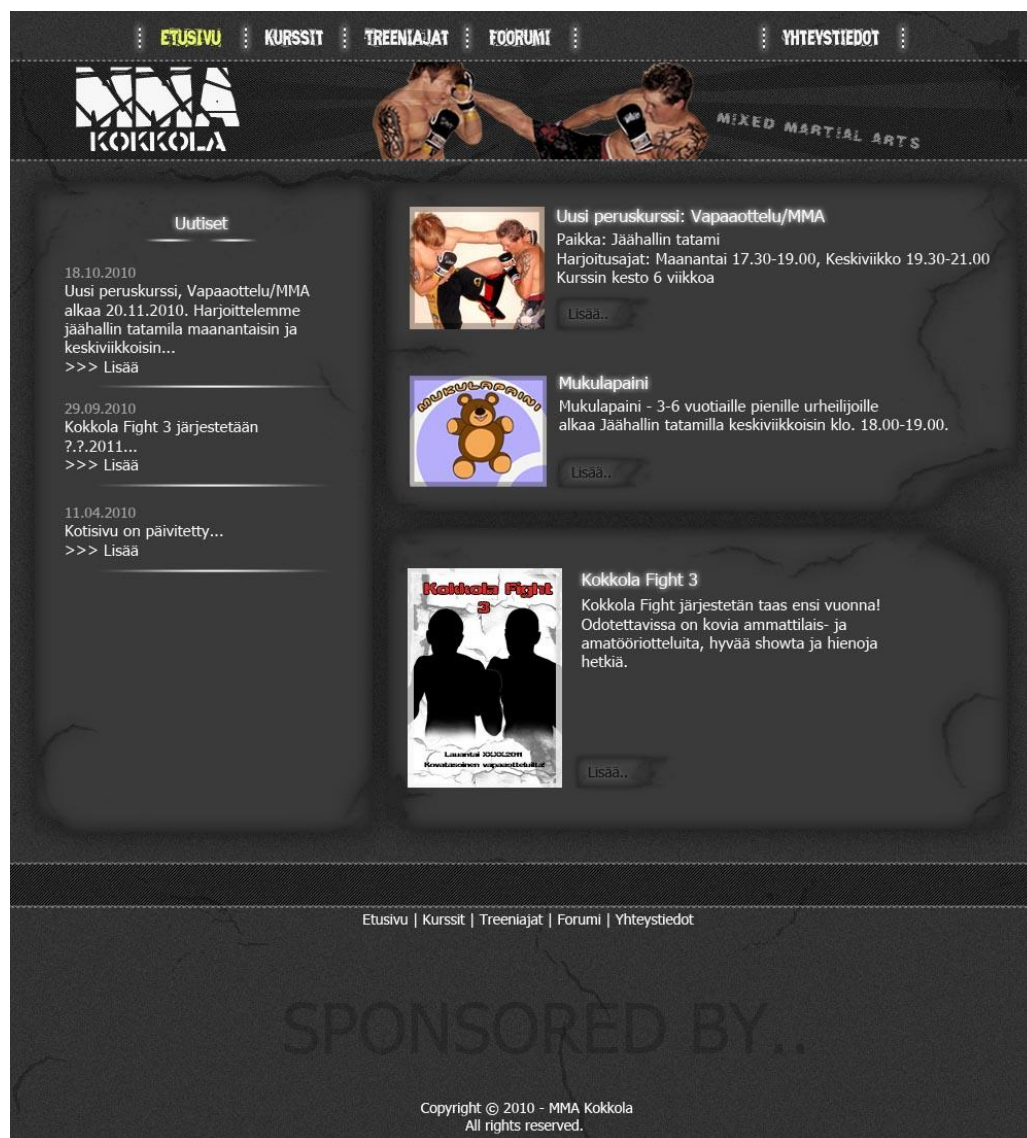 ETUSIVU KURSSIT TREENIAJAT FOORUMI YHTEYSTIEDOT
MMA
KOKKOLA
MIXED MARTIAL ARTS
Uutiset
18.10.2010
Uusi peruskurssi, Vapaaottelu/MMA
alkaa 20.11.2010. Harjoittelemme
jäähallin tatamila maanantaisin ja
keskiviikkoisin...
>>> Lisää
29.09.2010
Kokkola Fight 3 järjestetään
?.?.2011...
>>> Lisää
11.04.2010
Kotisivu on päivitetty...
>>> Lisää
Uusi peruskurssi: Vapaaottelu/MMA
Paikka: Jäähallin tatami
Harjoitusajat: Maanantai 17.30-19.00, Keskiviikko 19.30-21.00
Kurssin kesto 6 viikkoa
Lisää..
MUKULAPAINI
Mukulapaini
Mukulapaini - 3-6 vuotiaille pienille urheilijoille
alkaa Jäähallin tatamilla keskiviikkoisin klo. 18.00-19.00.
Lisää..
Kokkola Fight
3
Lauantai XX.XX.2011
Kovatasoinen vapaaotteluilta!
Kokkola Fight 3
Kokkola Fight järjestetän taas ensi vuonna!
Odotettavissa on kovia ammattilais- ja
amatööriotteluita, hyvää showta ja hienoja
hetkiä.
Lisää..
Etusivu | Kurssit | Treeniajat | Forumi | Yhteystiedot
SPONSORED BY..
Copyright © 2010 - MMA Kokkola
All rights reserved.